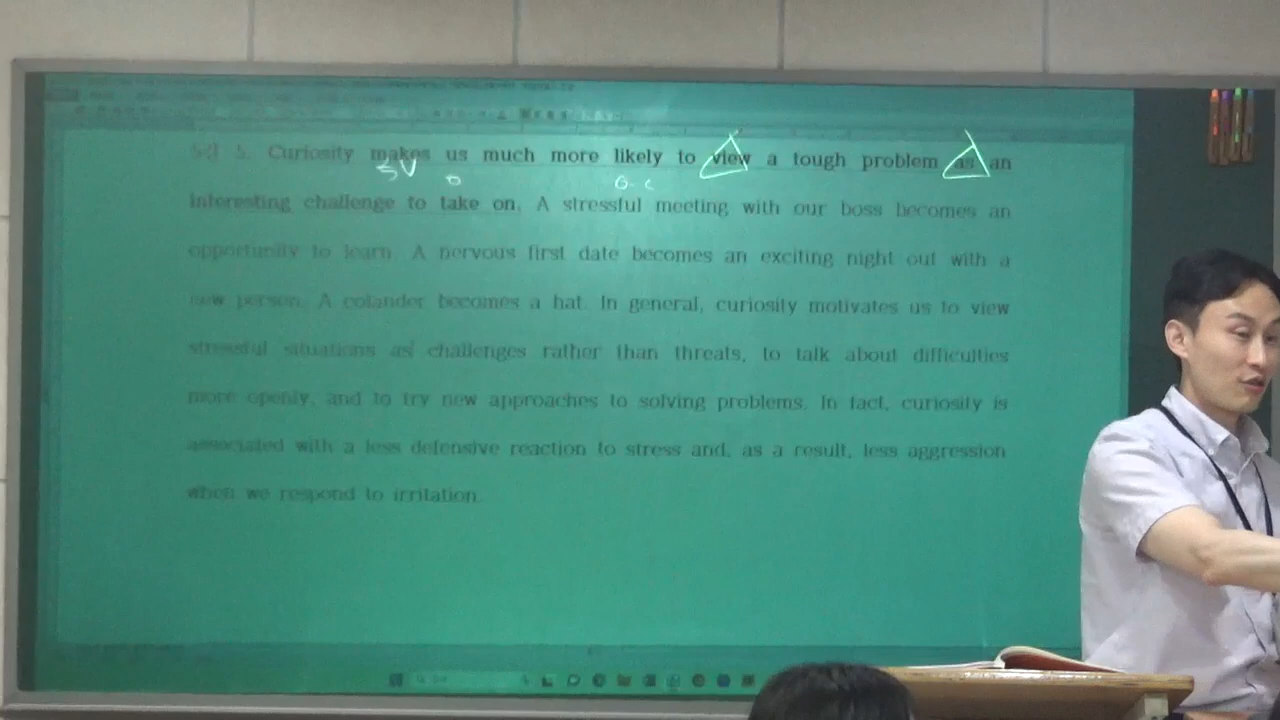 5. Curiosity makes us much more likely to view a tough problem as an
5V
o
o.c
interesting challenge to take on. A stressful meeting with our boss becomes an
opportunity to learn. A nervous first date becomes an exciting night out with a
new person. A colander becomes a hat. In general, curiosity motivates us to view
stressful situations as challenges rather than threats, to talk about difficulties
more openly, and to try new approaches to solving problems. In fact, curiosity is
associated with a less defensive reaction to stress and, as a result, less aggression
when we respond to irritation.